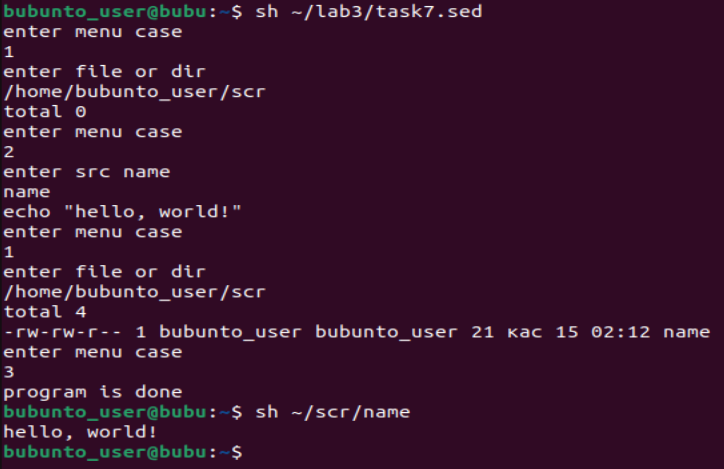 bubunto_user@bubu:~$ sh ~/lab3/task7.sed
enter menu case
1
enter file or dir
/home/bubunto_user/scr
total 0
enter menu case
2
enter src name
name
echo "hello, world!"
enter menu case
1
enter file or dir
/home/bubunto_user/scr
total 4
-rw-rw-r-- 1 bubunto_user bubunto_user 21 кас 15 02:12 name
enter menu case
3
program is done
bubunto_user@bubu:~$ sh ~/scr/name
hello, world!
bubunto_user@bubu:~$